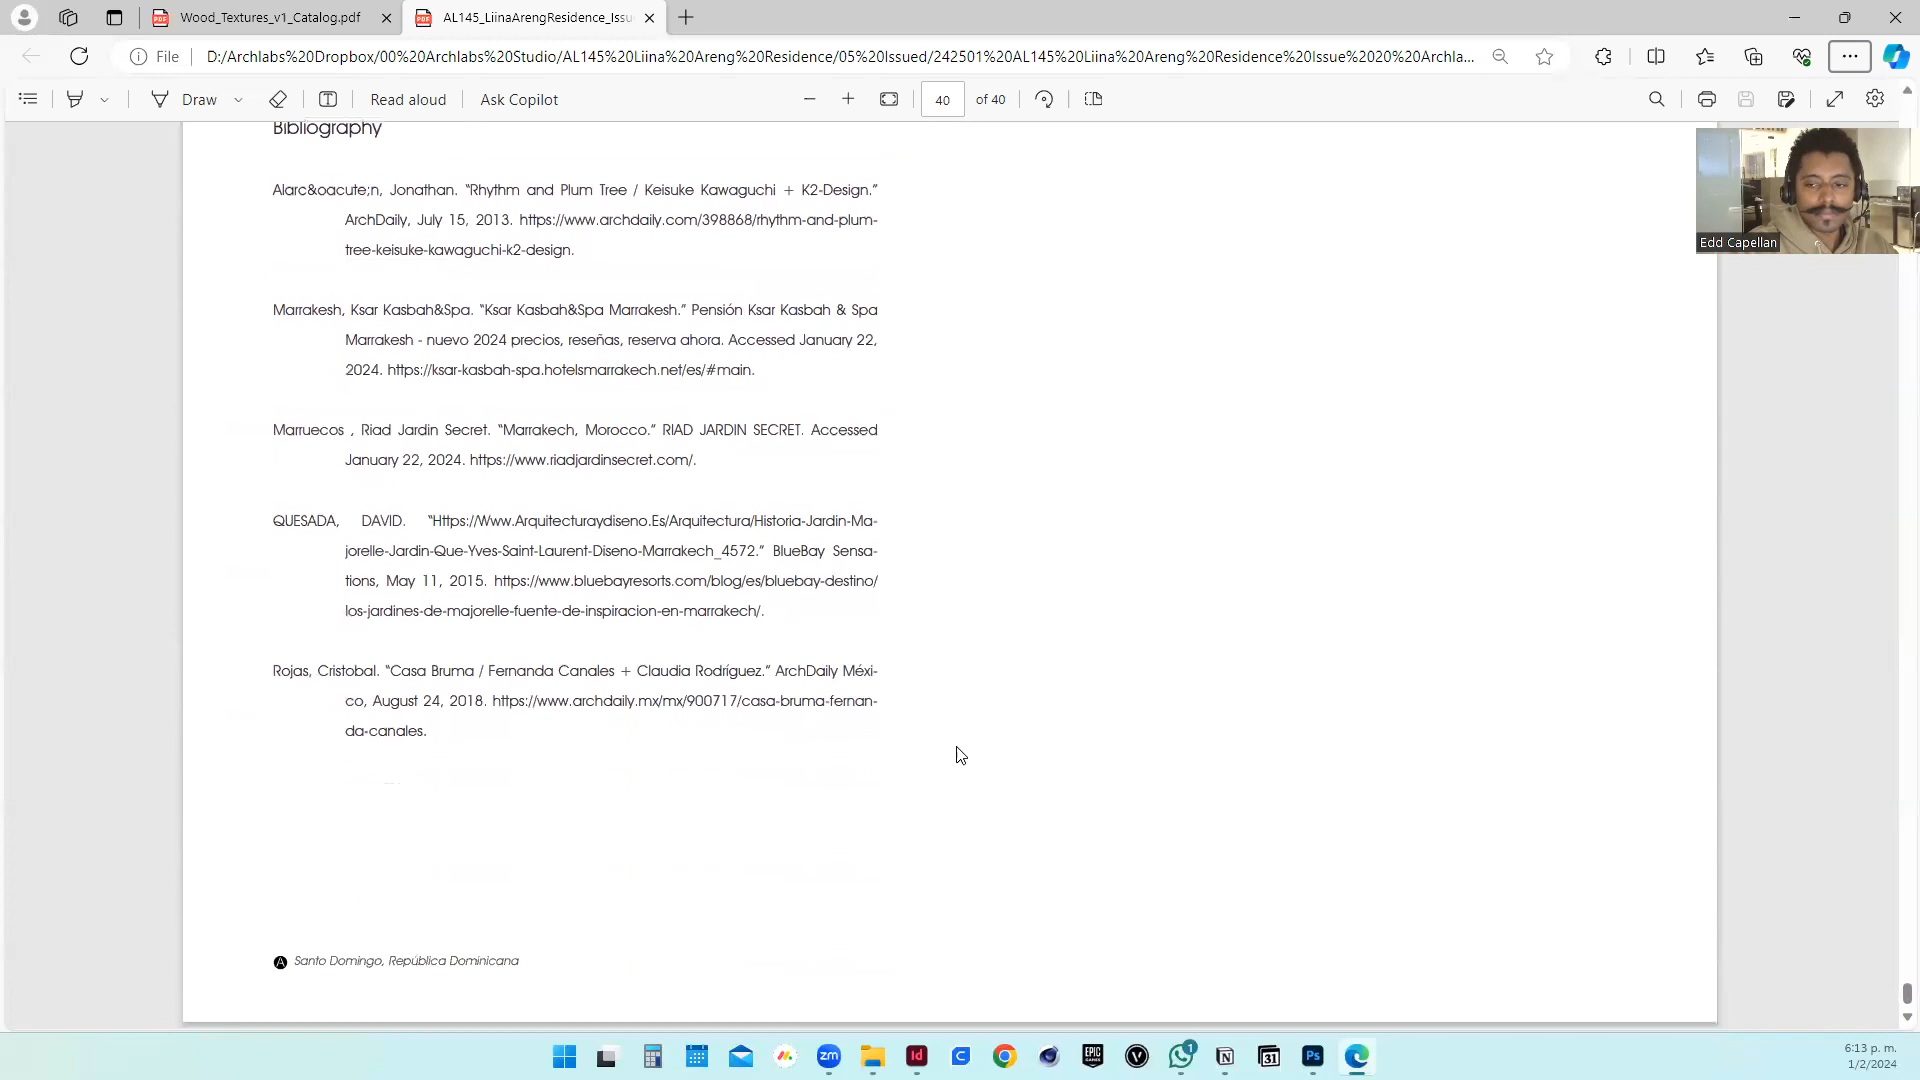 Wood_Textures_v1_Catalog.pdf
AL145_LiinaArengResidence_Issu
File
D:/Archlabs%20Dropbox/00%20Archlabs%20Studio/AL145%20Liina%20Areng%20Residence/05%20Issued/242501%20AL145%20Liina%20Areng%20Residence%20Issue%2020%20Archla...
Draw
Read aloud
Ask Copilot
40
of 40
Bibliography
Alarc&oacute;n, Jonathan. “Rhythm and Plum Tree / Keisuke Kawaguchi + K2-Design.”
ArchDaily, July 15, 2013. https://www.archdaily.com/398868/rhythm-and-plum-
tree-keisuke-kawaguchi-k2-design.
Marrakesh, Ksar Kasbah&Spa. “Ksar Kasbah&Spa Marrakesh.” Pensión Ksar Kasbah & Spa
Marrakesh - nuevo 2024 precios, reseñas, reserva ahora. Accessed January 22,
2024. https://ksar-kasbah-spa.hotelsmarrakech.net/es/#main.
Marruecos , Riad Jardin Secret. “Marrakech, Morocco.” RIAD JARDIN SECRET. Accessed
January 22, 2024. https://www.riadjardinsecret.com/.
QUESADA, DAVID. “Https://Www.Arquitecturaydiseno.Es/Arquitectura/Historia-Jardin-Ma-
jorelle-Jardin-Que-Yves-Saint-Laurent-Diseno-Marrakech_4572.” BlueBay Sensa-
tions, May 11, 2015. https://www.bluebayresorts.com/blog/es/bluebay-destino/
los-jardines-de-majorelle-fuente-de-inspiracion-en-marrakech/.
Rojas, Cristobal. “Casa Bruma / Fernanda Canales + Claudia Rodríguez.” ArchDaily Méxi-
co, August 24, 2018. https://www.archdaily.mx/mx/900717/casa-bruma-fernan-
da-canales.
A Santo Domingo, República Dominicana
Edd Capellan
zm
Id
C
EPIC GAMES
V
1
N
31
Ps
6:13 p. m.
1/2/2024